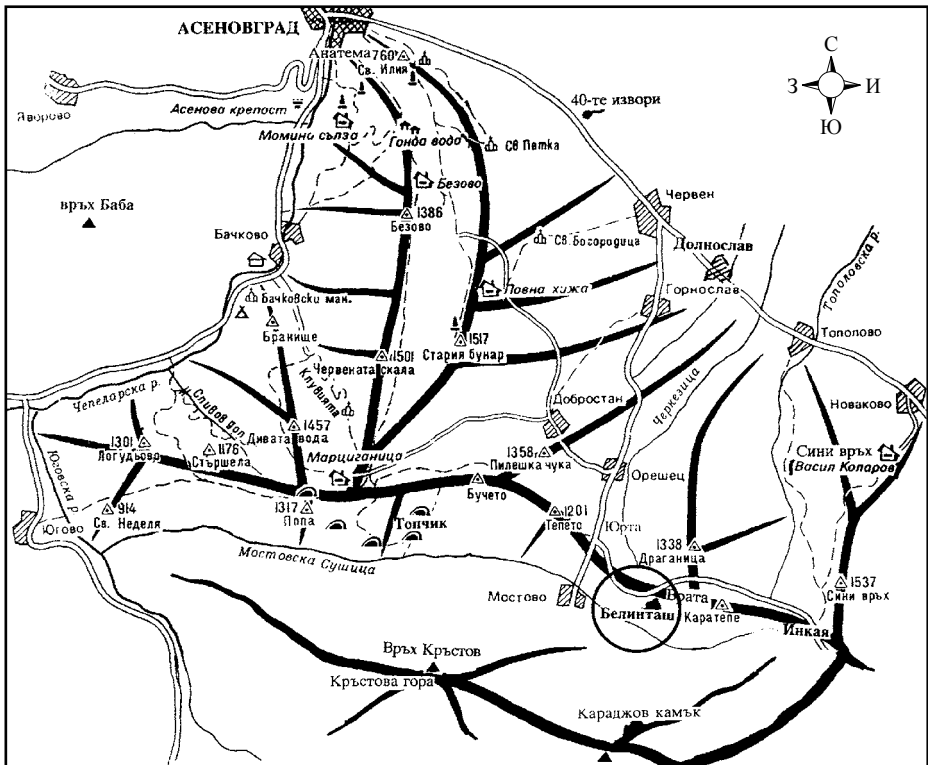 АСЕНОВГРАД
Анатема 760
Св. Илия
С
З И
Ю
Яворово
Асенова крепост
40-те извори
Момина сълза
Гонда вода
Св Петка
Безово
връх Баба
1386
Безово
Червен
Бачково
Св. Богородица
Долнослав
Тополовска р.
Горнослав
Бачковски ман.
Ловна хижа
Бранище
1517
Стария бунар
Тополово
1501
Червената скала
Клувията
Чепеларска р.
Сливов дол
Добростан
Черкезица
Новаково
1301
Логудьово
1176
Стършела
1457
Дивата вода
Марциганица
1358
Пилешка чука
Сини връх
Васил Коларов
Орешец
Юговска р.
914
Св. Неделя
1317
Попа
Бучето
Топчик
1201
Тепето
Юрта
Югово
1338
Драганица
Мостовска Сушица
1537
Сини връх
Мостово
Врата
Белинташ
Каратепе
Инкая
Връх Кръстов
Кръстова гора
Караджов камък